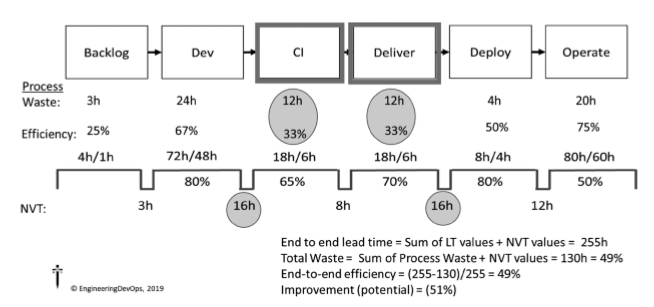 Backlog Dev CI Deliver Deploy Operate
Process
Waste: 3h 24h 12h 12h 4h 20h
Efficiency: 25% 67% 33% 33% 50% 75%
4h/1h 72h/48h 18h/6h 18h/6h 8h/4h 80h/60h
80% 65% 70% 80% 50%
NVT: 3h 16h 8h 16h 12h
End to end lead time = Sum of LT values + NVT values = 255h
Total Waste = Sum of Process Waste + NVT values = 130h = 49%
End-to-end efficiency = (255-130)/255 = 49%
Improvement (potential) = (51%)
© EngineeringDevOps, 2019